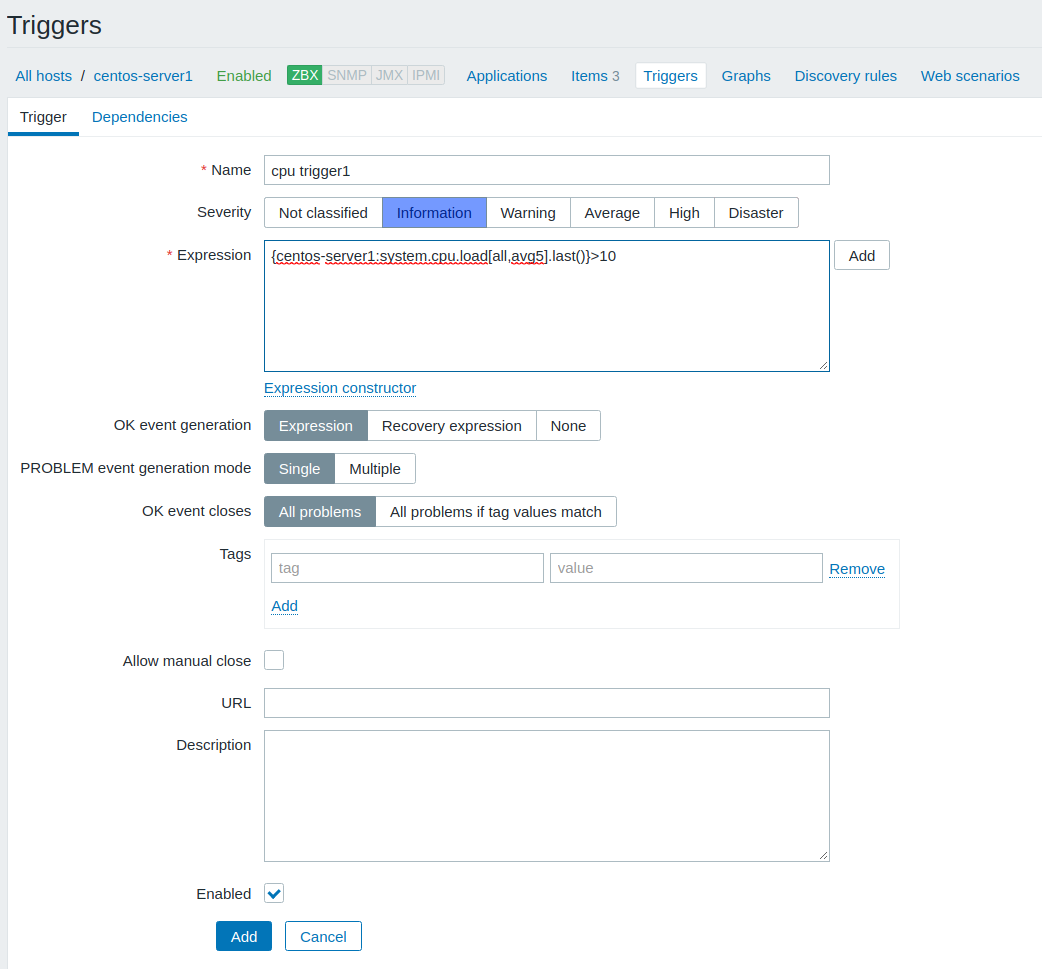 Triggers
All hosts / centos-server1 Enabled ZBX SNMP JMX IPMI Applications Items 3 Triggers Graphs Discovery rules Web scenarios
Trigger Dependencies
* Name cpu trigger1
Severity Not classified Information Warning Average High Disaster
* Expression {centos-server1:system.cpu.load[all,avg5].last()}>10 Add
Expression constructor
OK event generation Expression Recovery expression None
PROBLEM event generation mode Single Multiple
OK event closes All problems All problems if tag values match
Tags tag value Remove
Add
Allow manual close
URL
Description
Enabled
Add Cancel